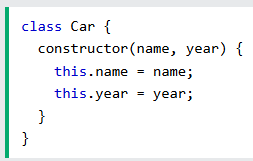 class Car {
  constructor(name, year) {
    this.name = name;
    this.year = year;
  }
}